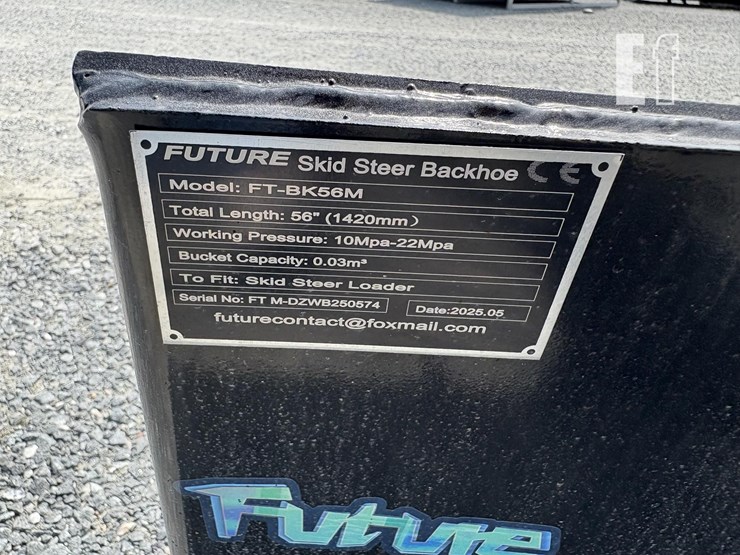 Ef
FUTURE Skid Steer Backhoe CE
Model: FT-BK56M
Total Length: 56" (1420mm)
Working Pressure: 10Mpa-22Mpa
Bucket Capacity: 0.03m³
To Fit: Skid Steer Loader
Serial No: FT M-DZWB250574 Date:2025.05
futurecontact@foxmail.com
Future